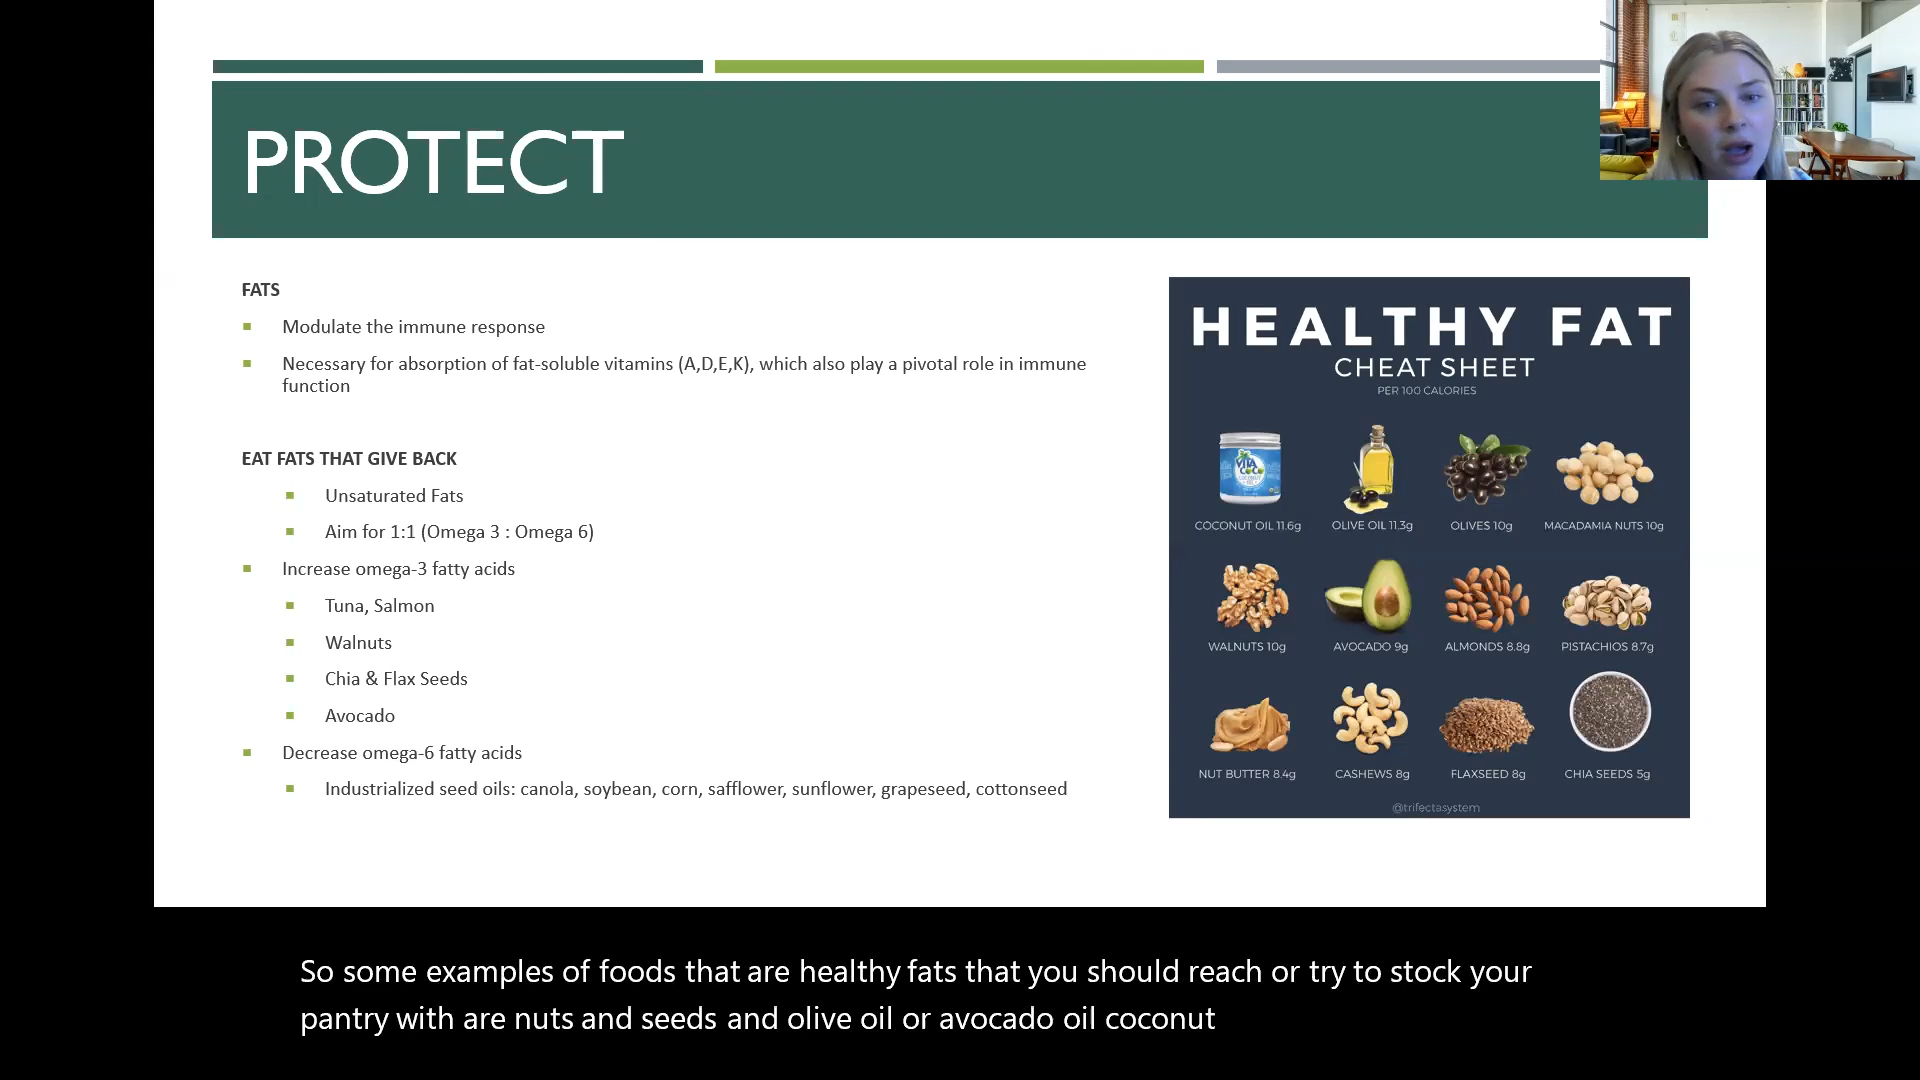 PROTECT
FATS
Modulate the immune response
Necessary for absorption of fat-soluble vitamins (A,D,E,K), which also play a pivotal role in immune
function
EAT FATS THAT GIVE BACK
Unsaturated Fats
Aim for 1:1 (Omega 3 : Omega 6)
Increase omega-3 fatty acids
Tuna, Salmon
Walnuts
Chia & Flax Seeds
Avocado
Decrease omega-6 fatty acids
Industrialized seed oils: canola, soybean, corn, safflower, sunflower, grapeseed, cottonseed
HEALTHY FAT
CHEAT SHEET
PER 100 CALORIES
VITA
COCO
COCONUT OIL 11.6g
OLIVE OIL 11.3g
OLIVES 10g
MACADAMIA NUTS 10g
WALNUTS 10g
AVOCADO 9g
ALMONDS 8.8g
PISTACHIOS 8.7g
NUT BUTTER 8.4g
CASHEWS 8g
FLAXSEED 8g
CHIA SEEDS 5g
@trifectasystem
So some examples of foods that are healthy fats that you should reach or try to stock your
pantry with are nuts and seeds and olive oil or avocado oil coconut